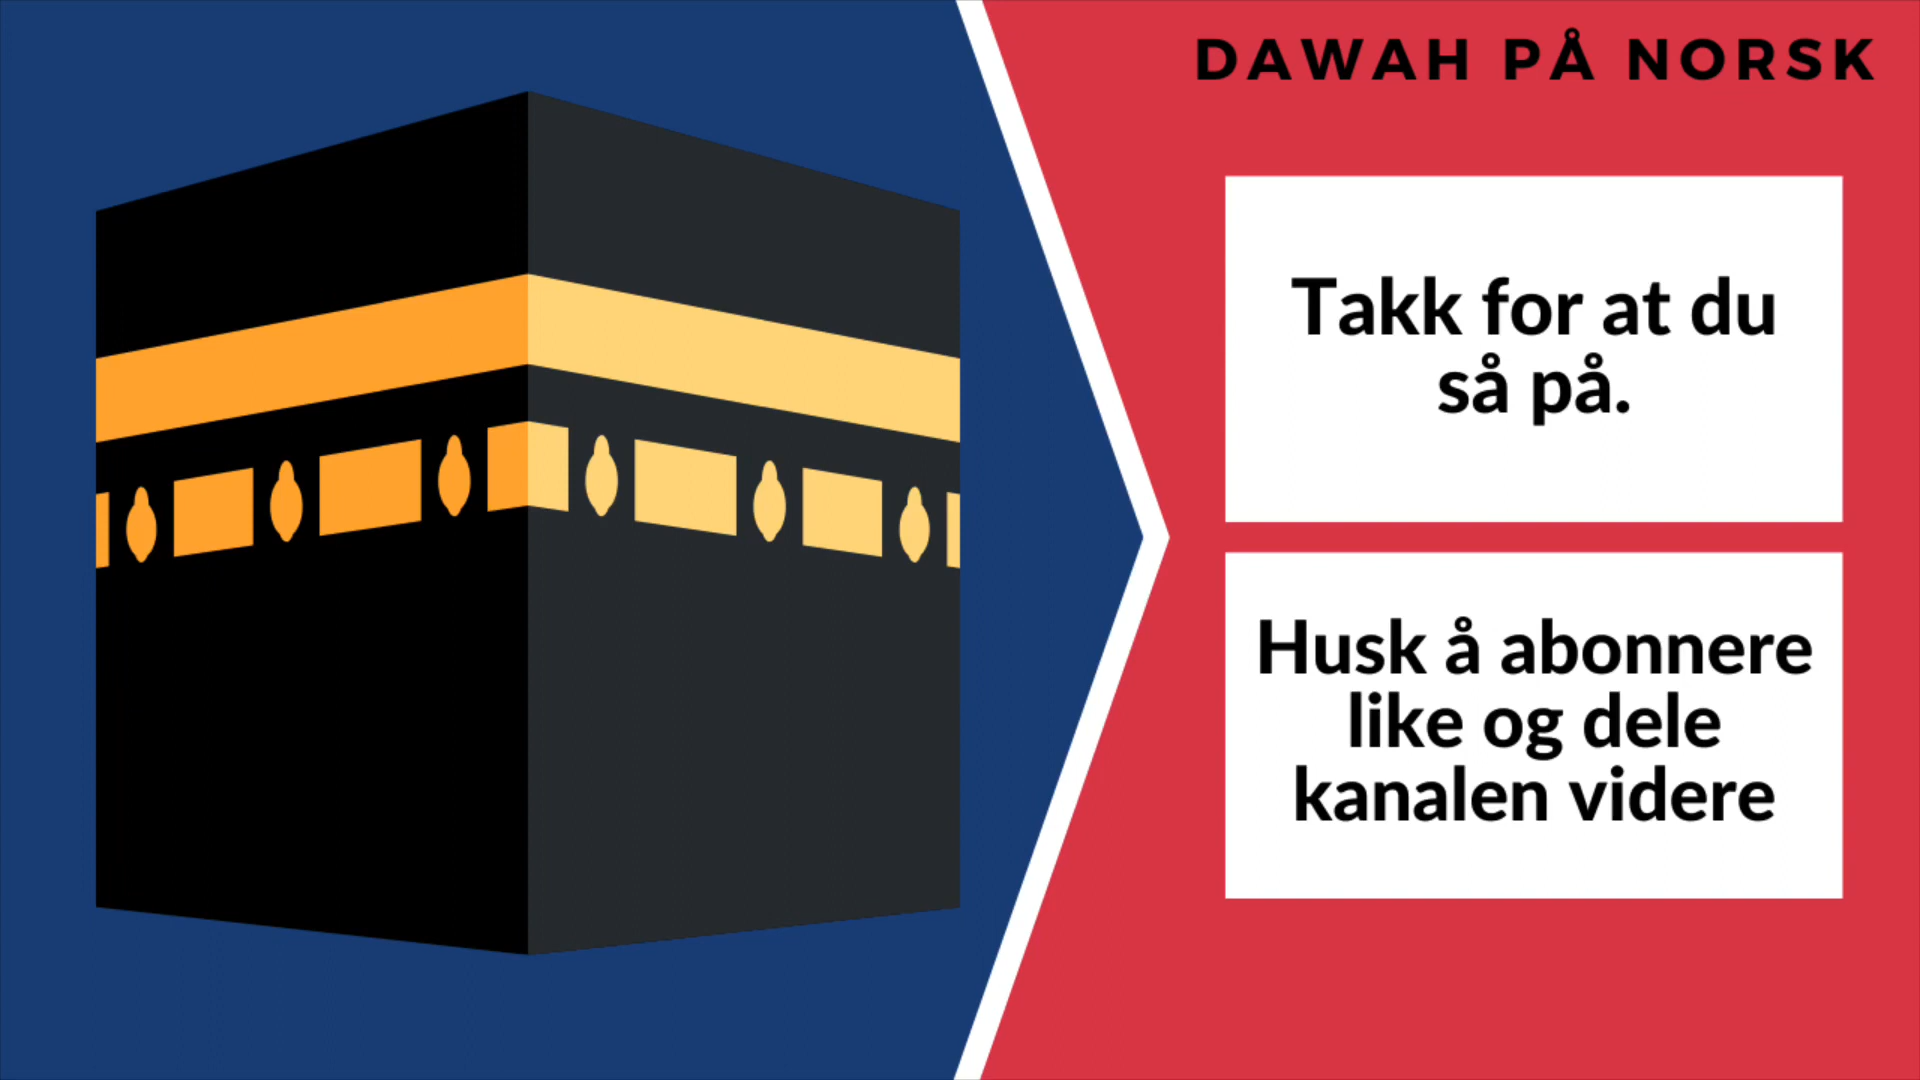 DAWAH PÅ NORSK
Takk for at du
så på.
Husk å abonnere
like og dele
kanalen videre